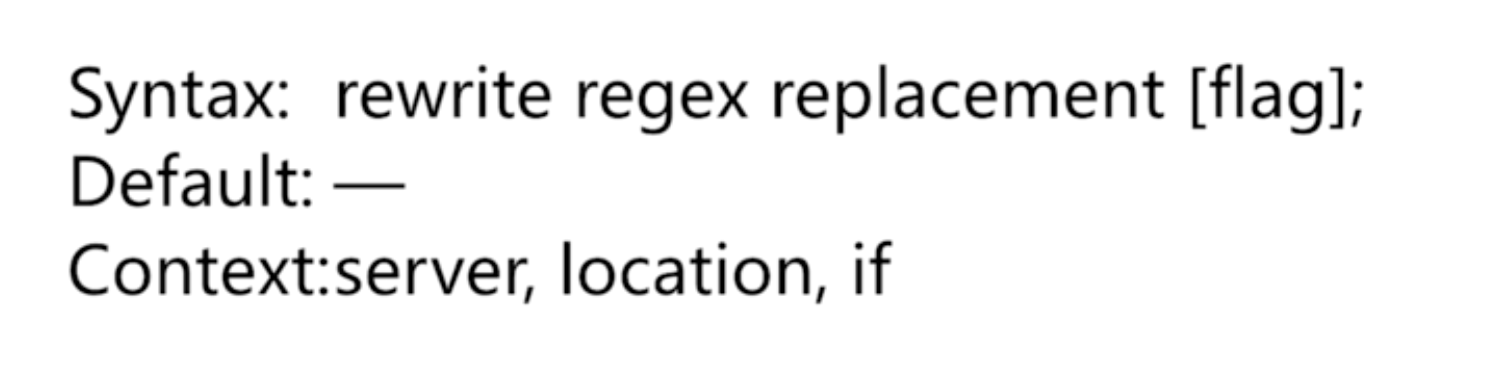 Syntax: rewrite regex replacement [flag];
Default: —
Context:server, location, if